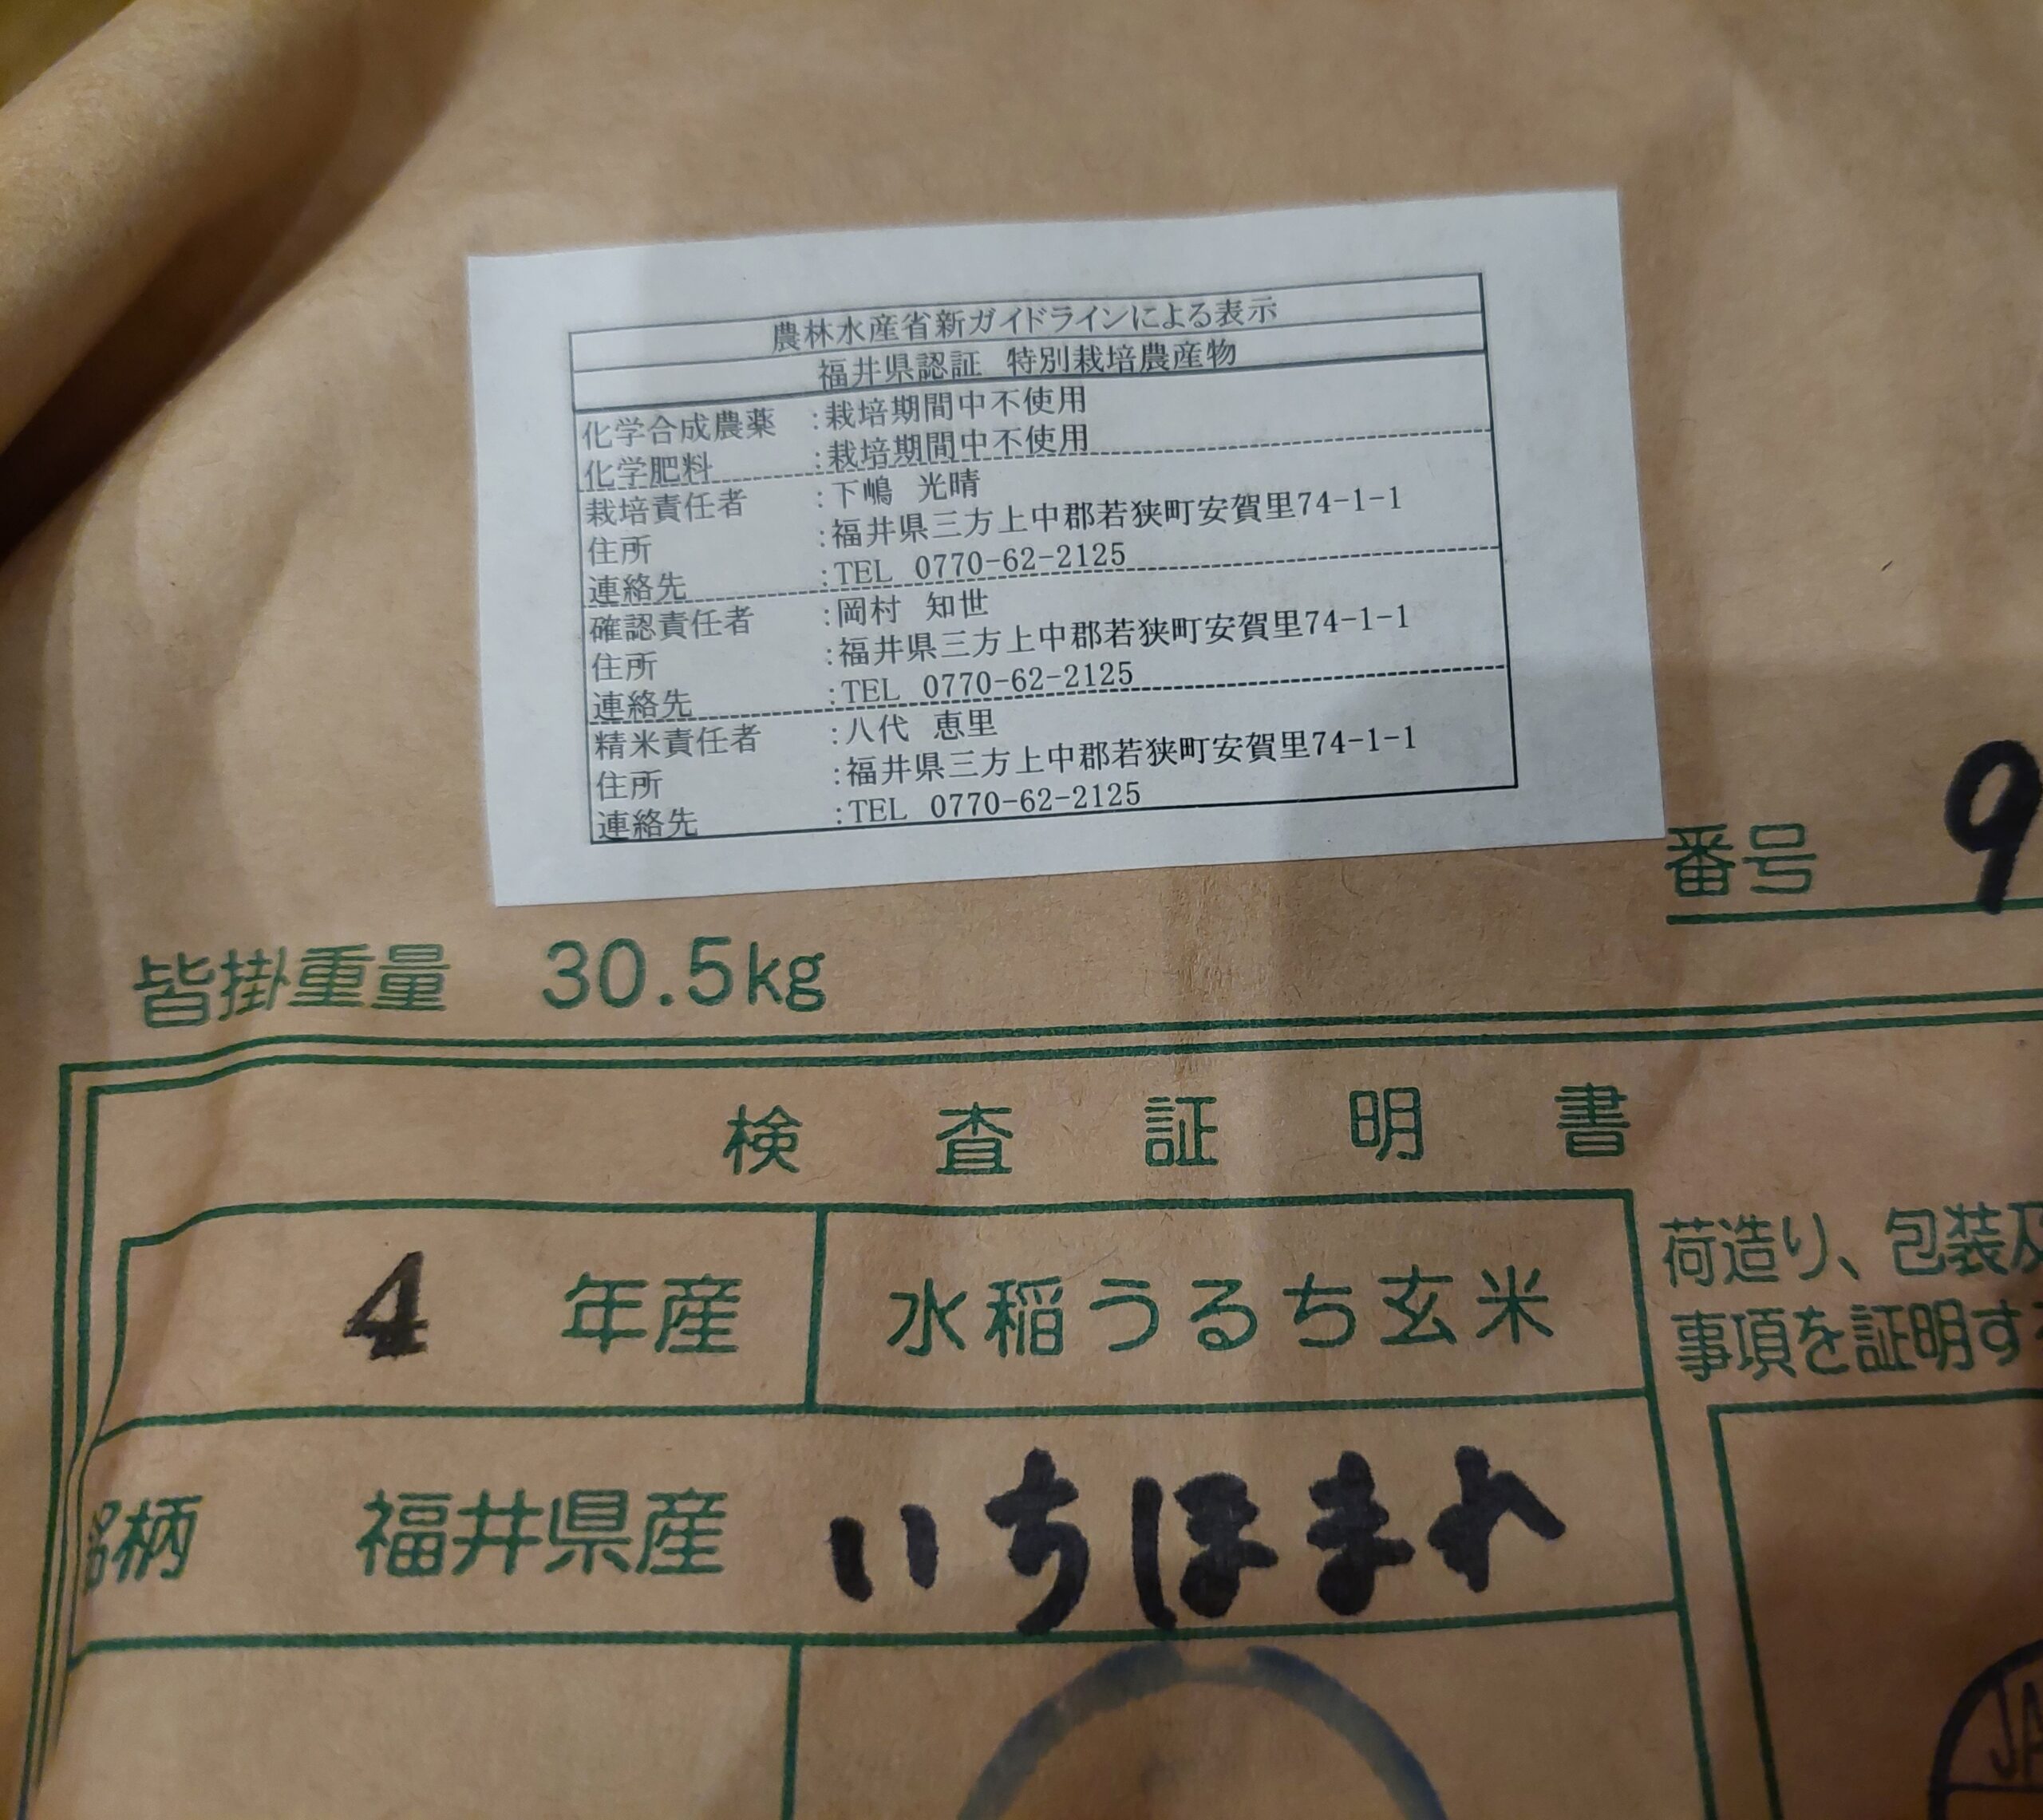 農林水産省新ガイドラインによる表示
福井県認証 特別栽培農産物
化学合成農薬 :栽培期間中不使用
化学肥料 :栽培期間中不使用
栽培責任者 :下嶋 光晴
住所 :福井県三方上中郡若狭町安賀里74-1-1
連絡先 :TEL 0770-62-2125
確認責任者 :岡村 知世
住所 :福井県三方上中郡若狭町安賀里74-1-1
連絡先 :TEL 0770-62-2125
精米責任者 :八代 恵里
住所 :福井県三方上中郡若狭町安賀里74-1-1
連絡先 :TEL 0770-62-2125
番号 9
皆掛重量 30.5kg
検査証明書
4 年産 水稲うるち玄米
荷造り、包装及
事項を証明す
銘柄 福井県産 いちほまれ
JA